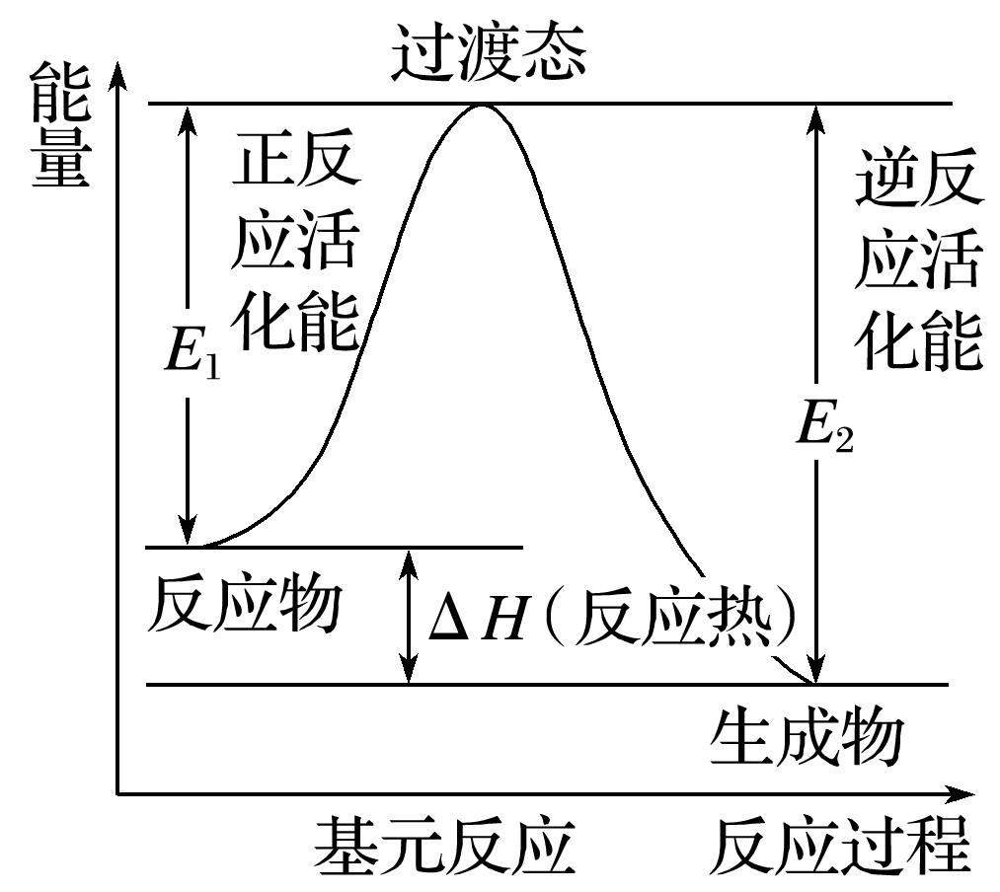 过渡态
能
量
正反
应活
化能
E₁
逆反
应活
化能
E₂
反应物
ΔH(反应热)
生成物
基元反应
反应过程